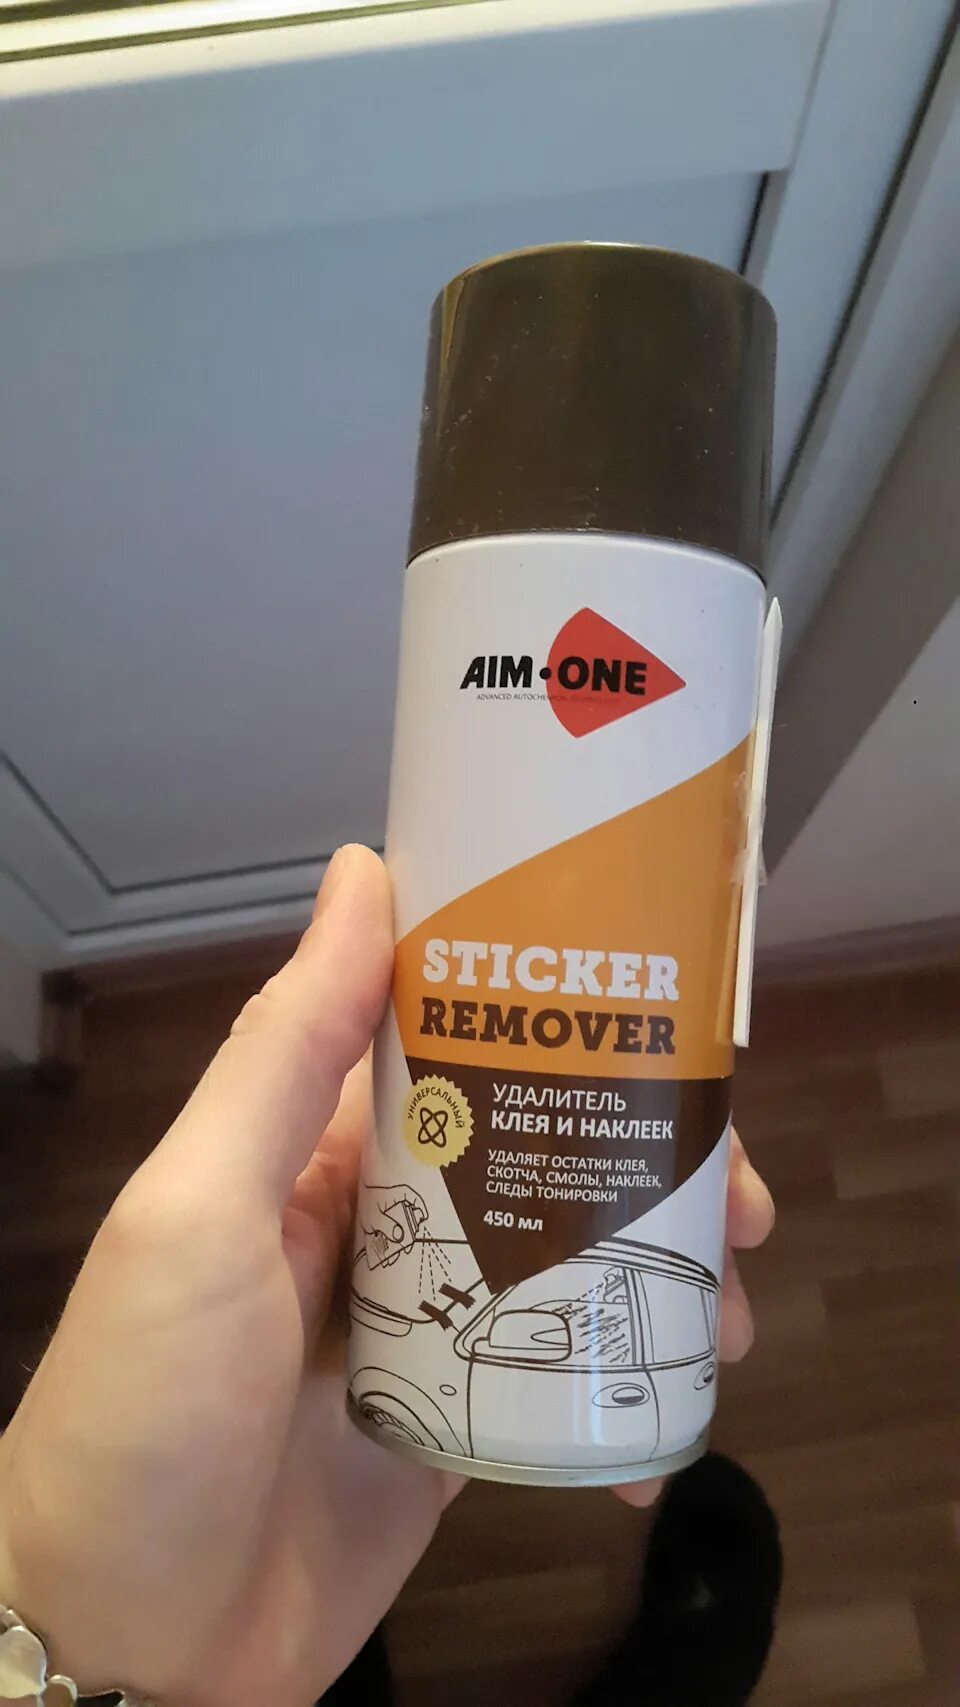 AIM•ONE
ADVANCED AUTOCHEMICAL
STICKER
REMOVER
УНИВЕРСАЛЬНЫЙ
УДАЛИТЕЛЬ
КЛЕЯ И НАКЛЕЕК
УДАЛЯЕТ ОСТАТКИ КЛЕЯ,
СКОТЧА, СМОЛЫ, НАКЛЕЕК,
СЛЕДЫ ТОНИРОВКИ
450 мл